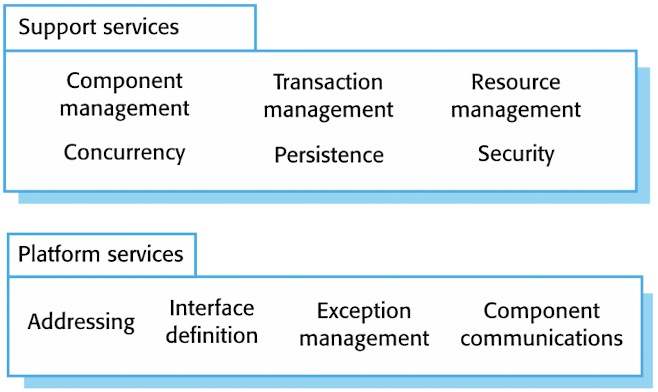 Support services
Component
management
Transaction
management
Resource
management
Concurrency
Persistence
Security
Platform services
Addressing
Interface
definition
Exception
management
Component
communications